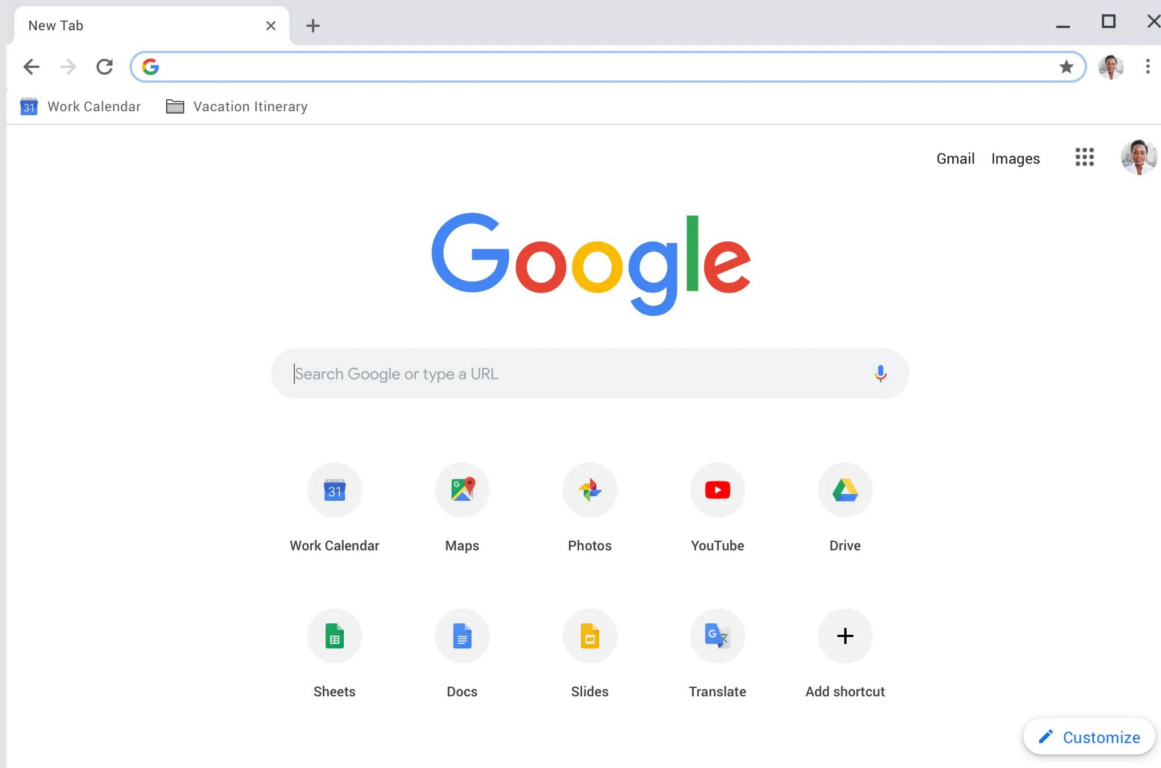 New Tab
Work Calendar Vacation Itinerary
Gmail Images
Google
Search Google or type a URL
Work Calendar Maps Photos YouTube Drive
Sheets Docs Slides Translate Add shortcut
Customize